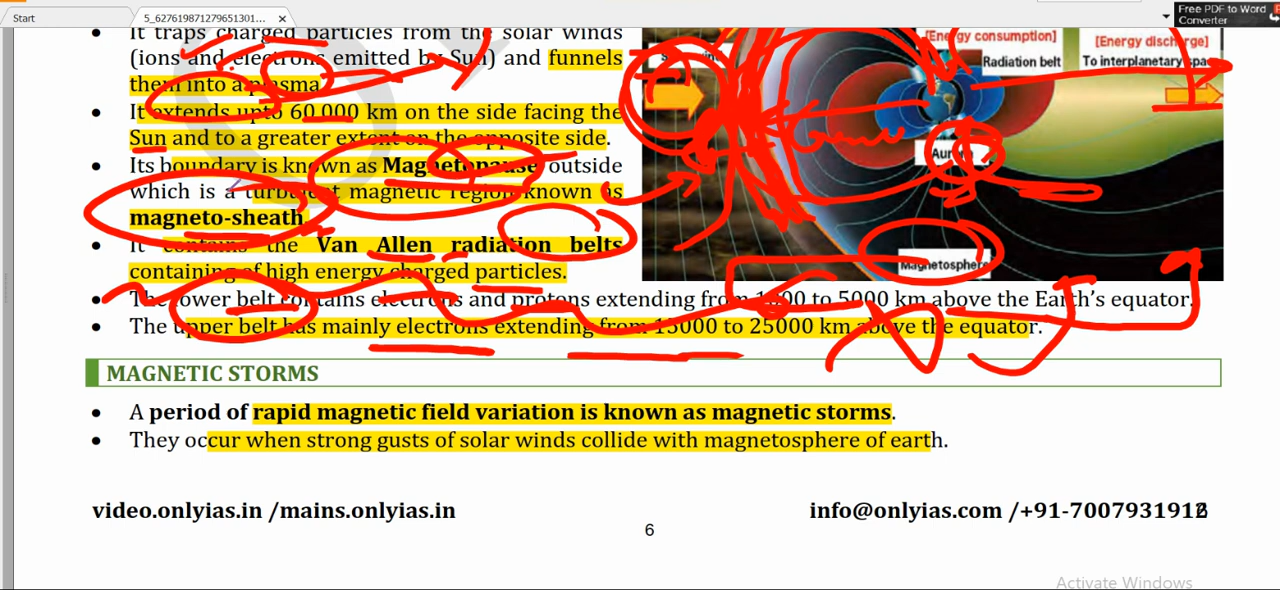 Start
5_627619871279651301...
Free PDF to Word
Converter
It traps charged particles from the solar winds
(ions and electrons emitted by Sun) and funnels
them into a plasma
It extends upto 60,000 km on the side facing the
Sun and to a greater extent on the opposite side.
Its boundary is known as Magnetopause outside
which is a turbulent magnetic region known as
magneto-sheath.
It contains the Van Allen radiation belts
containing of high energy charged particles.
The lower belt contains electrons and protons extending from to 5000 km above the Earth's equator.
The upper belt has mainly electrons extending from 13000 to 25000 km above the equator.
[Energy consumption]
[Energy discharge]
Radiation belt
To interplanetary space
Magnetosphere
MAGNETIC STORMS
A period of rapid magnetic field variation is known as magnetic storms.
They occur when strong gusts of solar winds collide with magnetosphere of earth.
video.onlyias.in /mains.onlyias.in
info@onlyias.com
6
Activate Windows